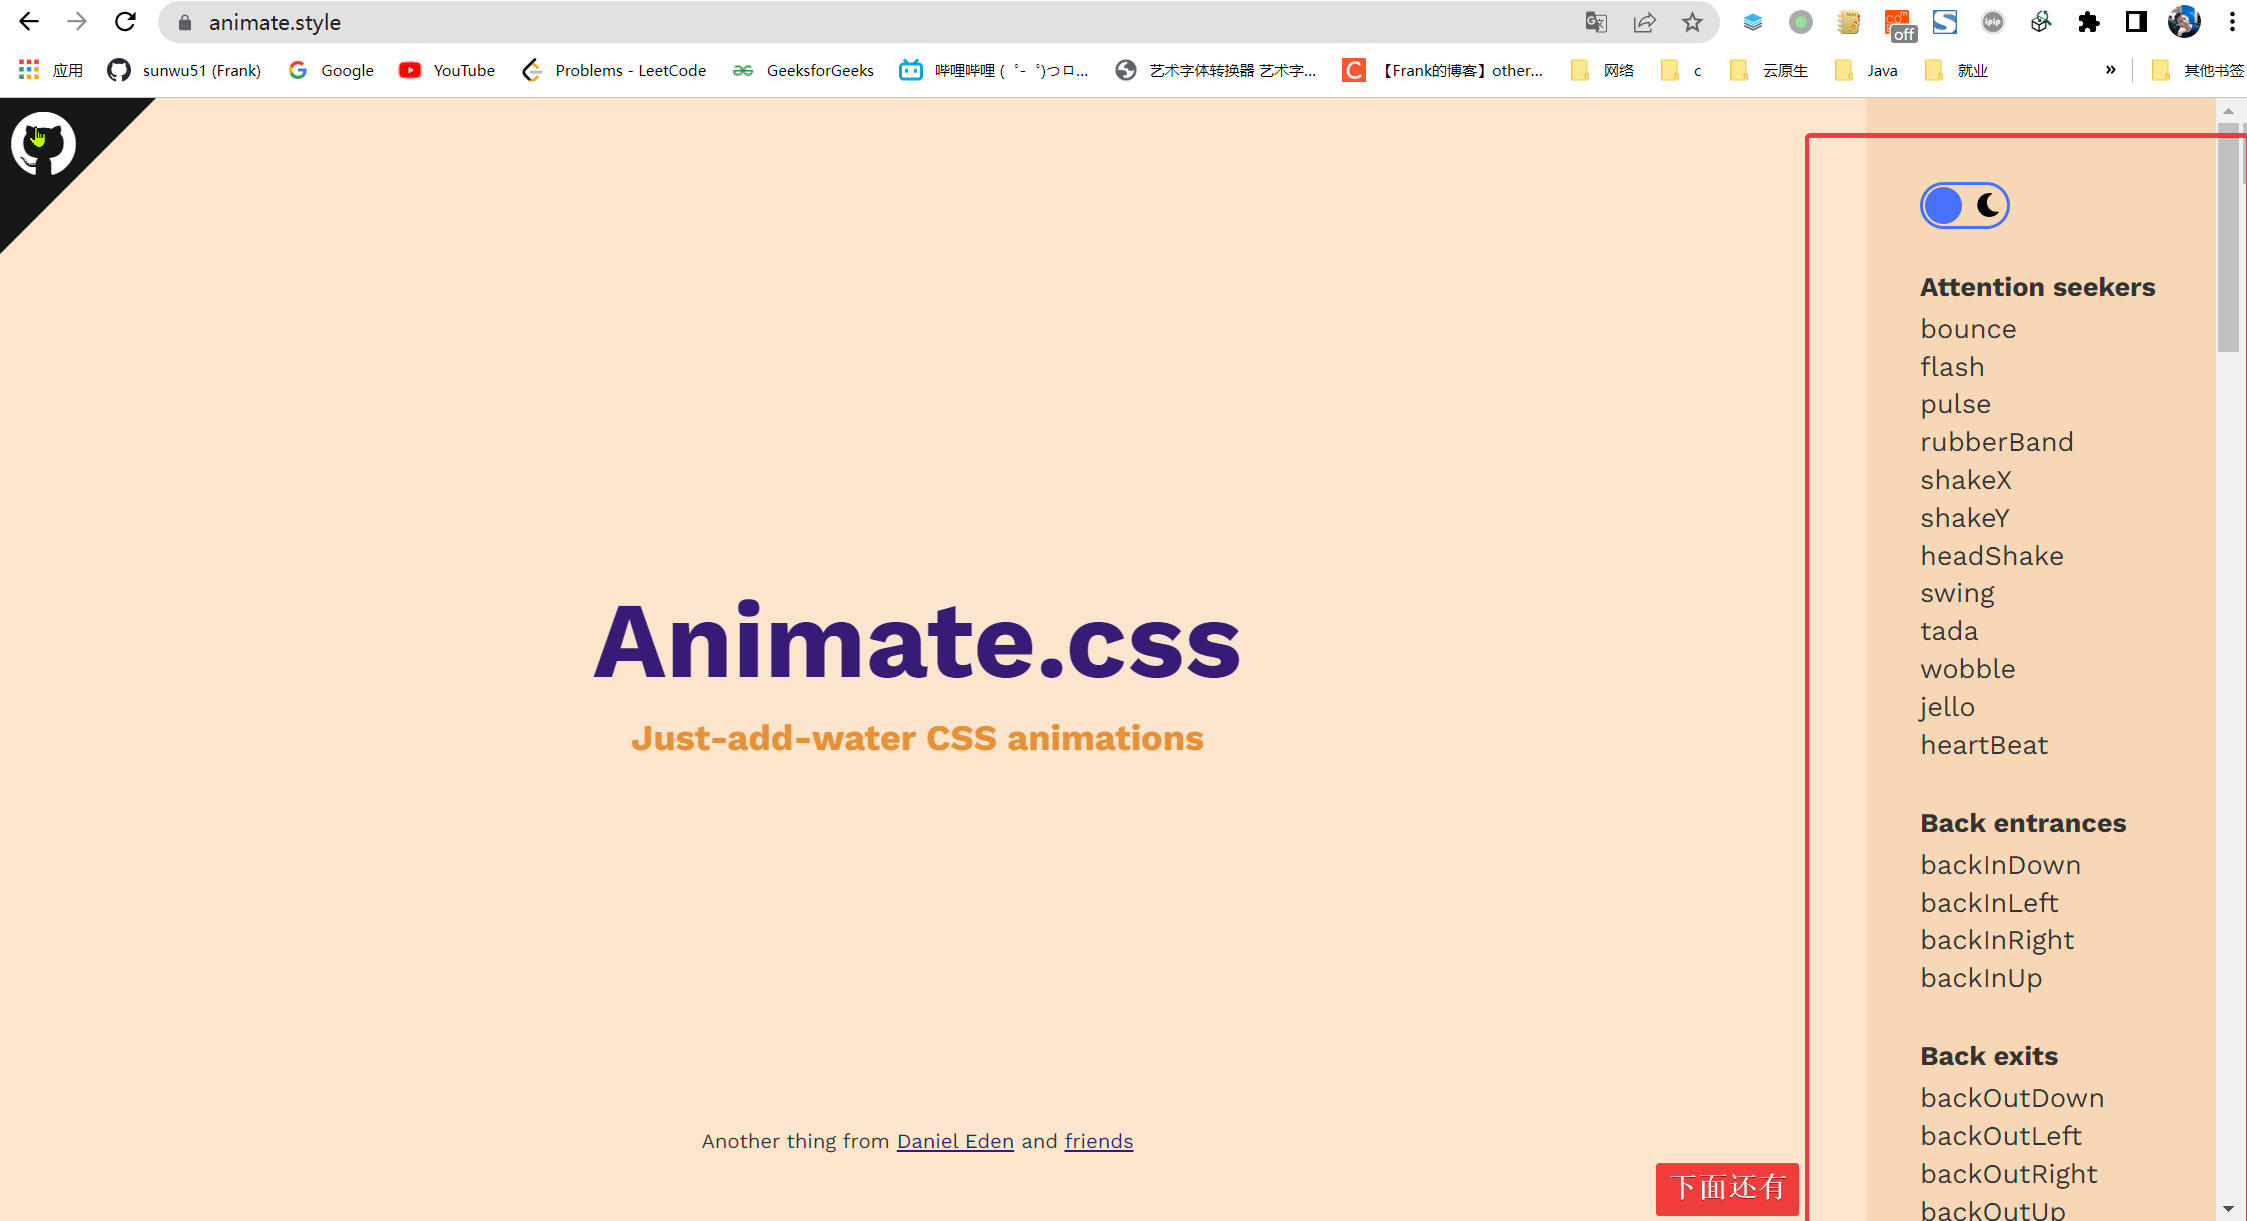 animate.style
off
ipip
应用
sunwu51 (Frank)
Google
YouTube
Problems - LeetCode
GeeksforGeeks
哔哩哔哩 ( ゜- ゜)つロ...
艺术字体转换器 艺术字...
【Frank的博客】other...
网络
c
云原生
Java
就业
»
其他书签
Attention seekers
bounce
flash
pulse
rubberBand
shakeX
shakeY
headShake
swing
tada
wobble
jello
heartBeat
Back entrances
backInDown
backInLeft
backInRight
backInUp
Back exits
backOutDown
backOutLeft
backOutRight
backOutUp
Animate.css
Just-add-water CSS animations
Another thing from Daniel Eden and friends
下面还有